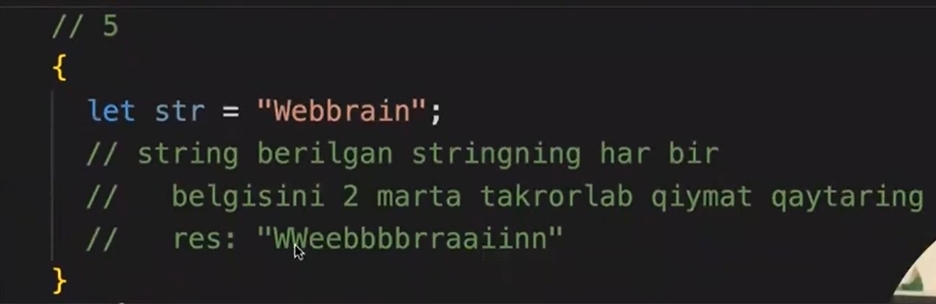 // 5
{
let str = "Webbrain";
// string berilgan stringning har bir
// belgisini 2 marta takrorlab qiymat qaytaring
// res: "WWeebbbbrraaiinn"
}